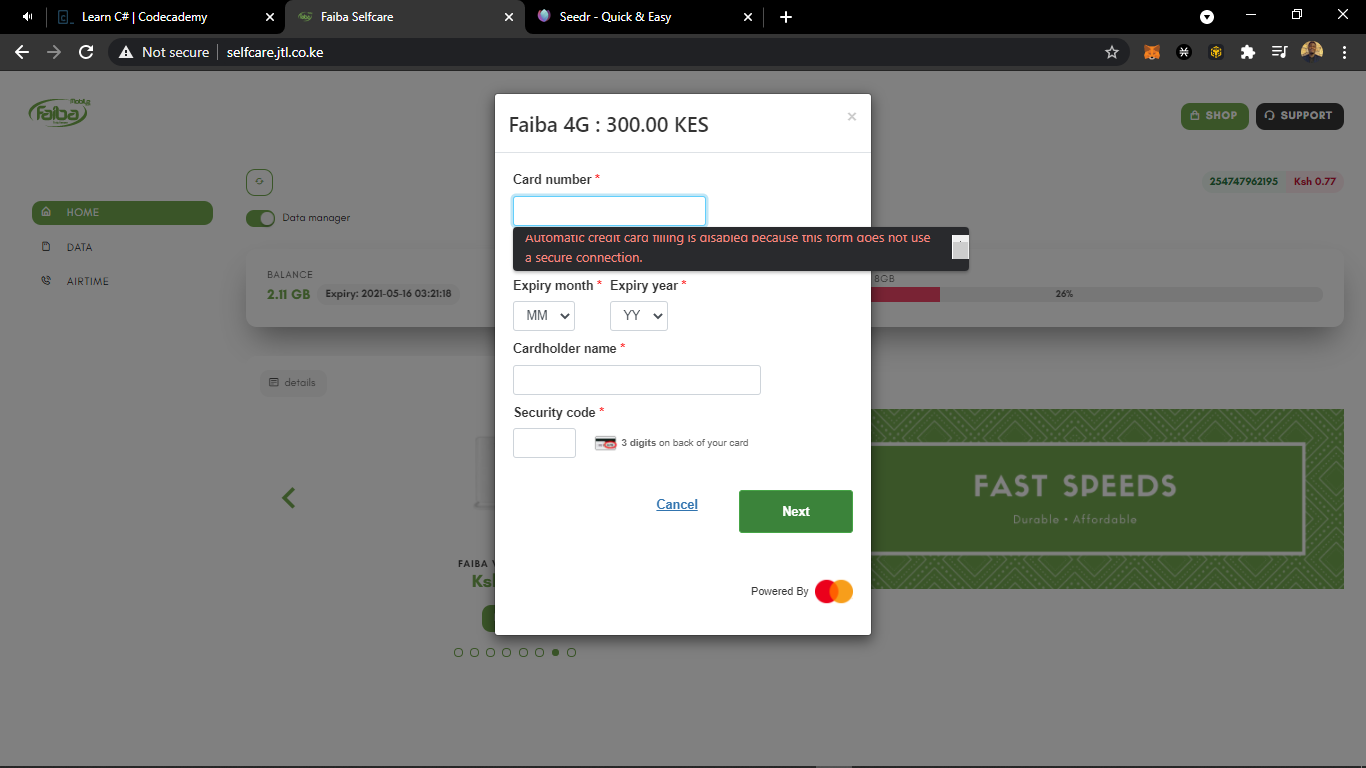 Learn C# | Codecademy
Faiba Selfcare
Seedr - Quick & Easy
Not secure
selfcare.jtl.co.ke
Mobile
faiba
SHOP
SUPPORT
254747962195
Ksh 0.77
HOME
DATA
AIRTIME
Data manager
BALANCE
2.11 GB
Expiry: 2021-05-16 03:21:18
8GB
26%
details
FAIBA
FAST SPEEDS
Durable • Affordable
Faiba 4G : 300.00 KES
×
Card number *
Automatic credit card filling is disabled because this form does not use
a secure connection.
Expiry month * Expiry year *
MM
YY
Cardholder name *
Security code *
3 digits on back of your card
Cancel
Next
Powered By